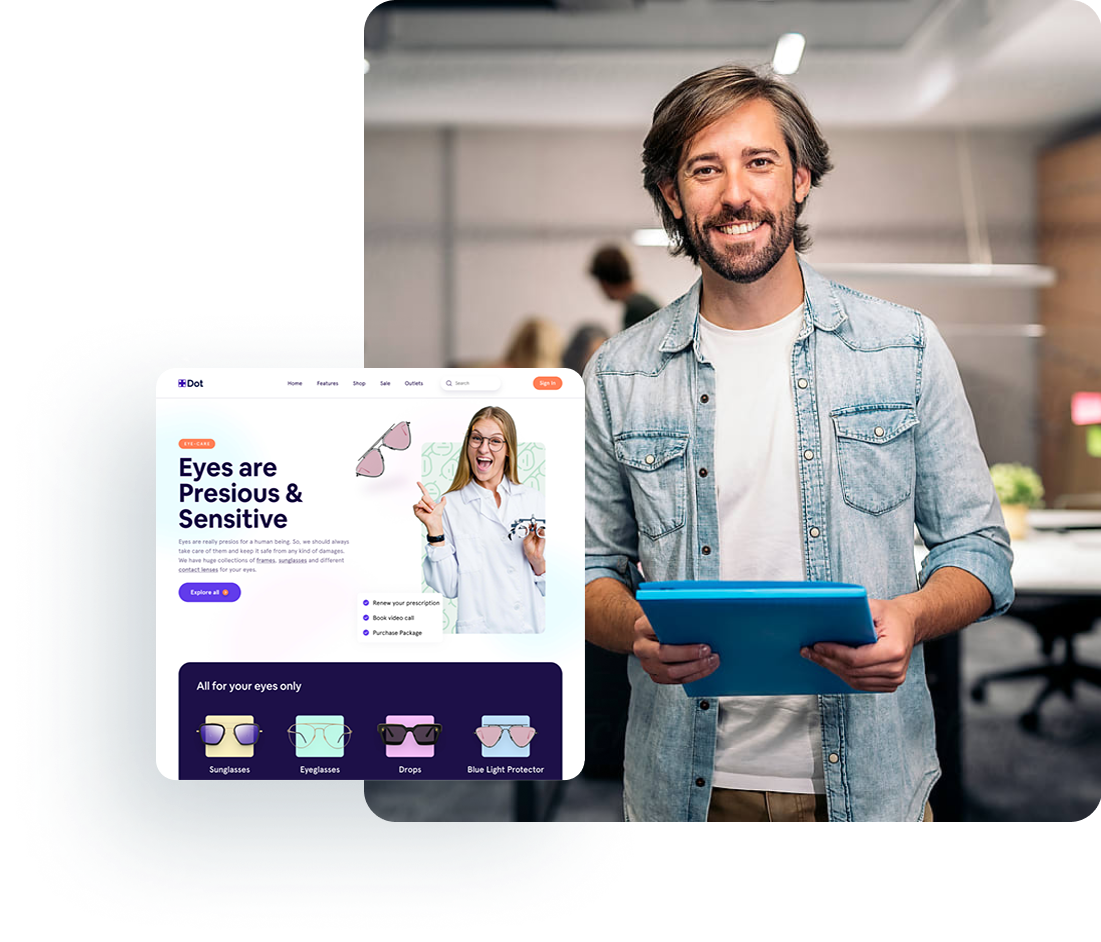 Dot
Home Features Shop Sale Outlets Search Sign In
EYE-CARE
Eyes are
Presious &
Sensitive
Eyes are really presios for a human being. So, we should always
take care of them and keep it safe from any kind of damages.
We have huge collections of frames, sunglasses and different
contact lenses for your eyes.
Explore all
Renew your prescription
Book video call
Purchase Package
All for your eyes only
Sunglasses Eyeglasses Drops Blue Light Protector